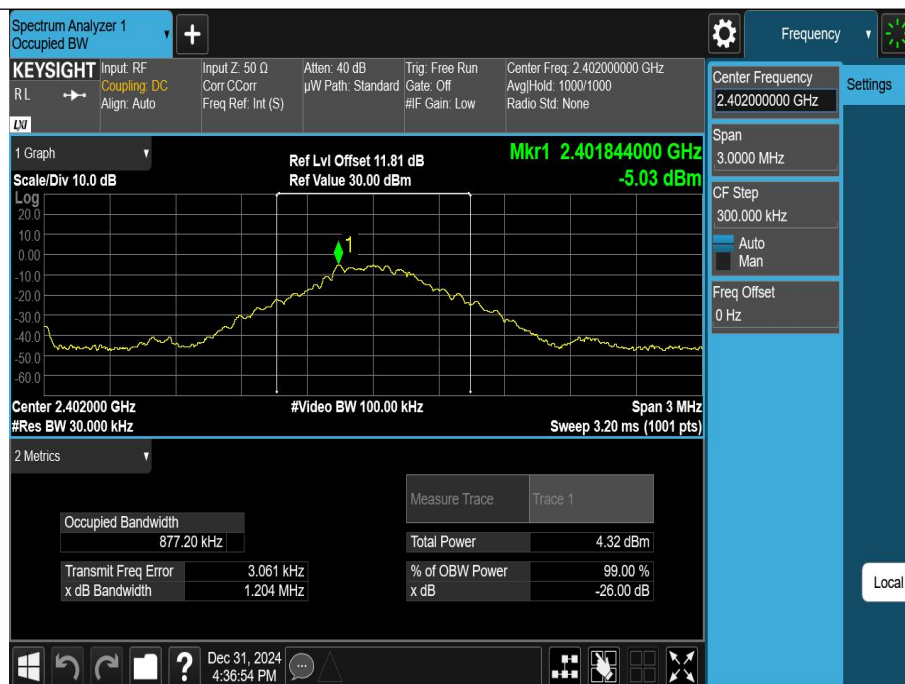 Spectrum Analyzer 1
Occupied BW
+
Frequency
KEYSIGHT
RL
LXI
Input: RF
Coupling: DC
Align: Auto
Input Z: 50 Ω
Corr CCorr
Freq Ref: Int (S)
Atten: 40 dB
µW Path: Standard
Trig: Free Run
Gate: Off
#IF Gain: Low
Center Freq: 2.402000000 GHz
Avg|Hold: 1000/1000
Radio Std: None
Center Frequency
2.402000000 GHz
Settings
Span
3.0000 MHz
CF Step
300.000 kHz
Auto
Man
Freq Offset
0 Hz
Local
1 Graph
Scale/Div 10.0 dB
Ref Lvl Offset 11.81 dB
Ref Value 30.00 dBm
Mkr1 2.401844000 GHz
-5.03 dBm
Log
20.0
10.0
0.00
-10.0
-20.0
-30.0
-40.0
-50.0
-60.0
1
Center 2.402000 GHz
#Res BW 30.000 kHz
#Video BW 100.00 kHz
Span 3 MHz
Sweep 3.20 ms (1001 pts)
2 Metrics
Measure Trace Trace 1
Occupied Bandwidth
877.20 kHz
Total Power 4.32 dBm
Transmit Freq Error 3.061 kHz
% of OBW Power 99.00 %
x dB Bandwidth 1.204 MHz
x dB -26.00 dB
?
Dec 31, 2024
4:36:54 PM